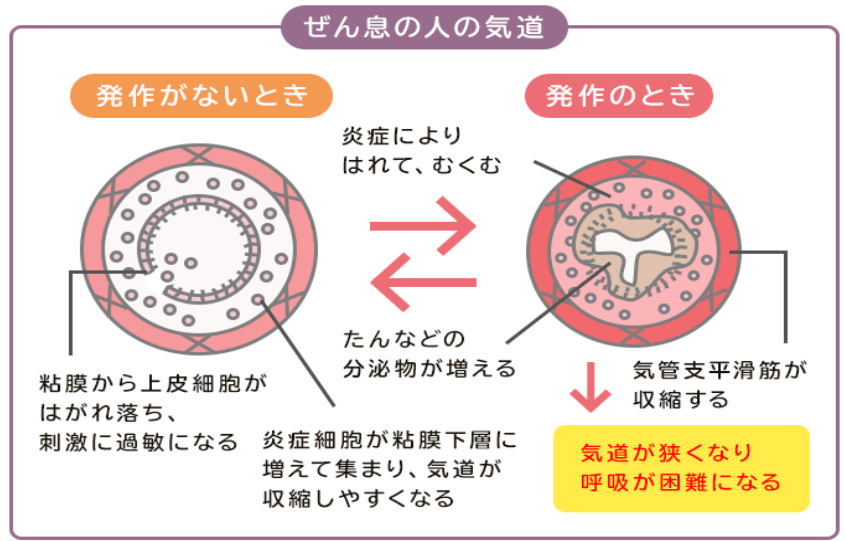 ぜん息の人の気道
発作がないとき
発作のとき
炎症により
はれて、むくむ
たんなどの
分泌物が増える
粘膜から上皮細胞が
はがれ落ち、
刺激に過敏になる
炎症細胞が粘膜下層に
増えて集まり、気道が
収縮しやすくなる
気管支平滑筋が
収縮する
気道が狭くなり
呼吸が困難になる